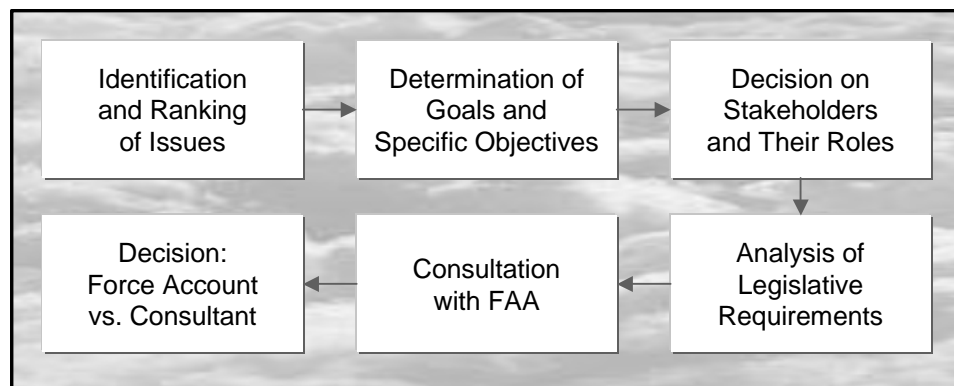 Identification
and Ranking
of Issues
Determination of
Goals and
Specific Objectives
Decision on
Stakeholders
and Their Roles
Analysis of
Legislative
Requirements
Consultation
with FAA
Decision:
Force Account
vs. Consultant